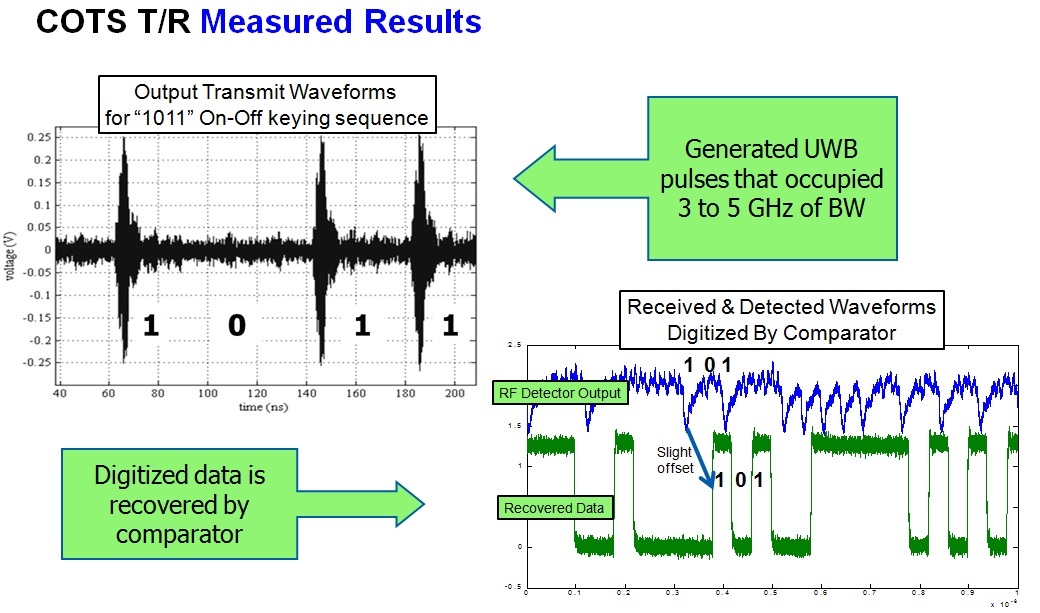 COTS T/R Measured Results
Output Transmit Waveforms
for “1011” On-Off keying sequence
0.25
0.2
0.15
0.1
0.05
0
-0.05
-0.1
-0.15
-0.2
-0.25
voltage (V)
1 0 1 1
40 60 80 100 120 140 160 180 200
time (ns)
Generated UWB
pulses that occupied
3 to 5 GHz of BW
Received & Detected Waveforms
Digitized By Comparator
2.5
1 0 1
RF Detector Output
1.5
Slight
offset
1
1 0 1
Recovered Data
0
-0.5
0 0.1 0.2 0.3 0.4 0.5 0.6 0.7 0.8 0.9 1
Digitized data is
recovered by
comparator